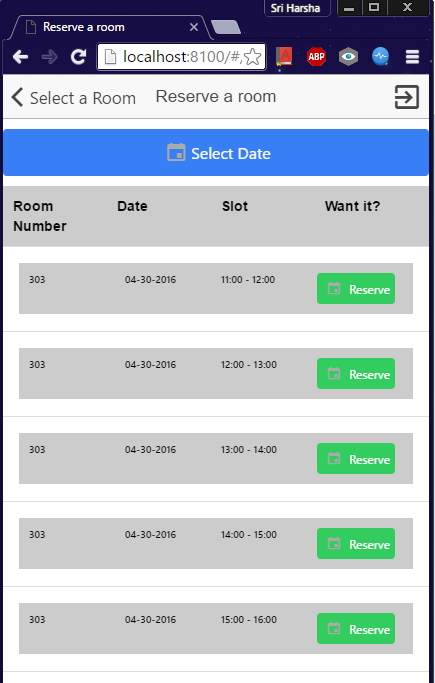 Sri Harsha
Reserve a room
localhost:8100/#,
ABP
Select a Room Reserve a room
Select Date
Room Number Date Slot Want it?
303 04-30-2016 11:00 - 12:00 Reserve
303 04-30-2016 12:00 - 13:00 Reserve
303 04-30-2016 13:00 - 14:00 Reserve
303 04-30-2016 14:00 - 15:00 Reserve
303 04-30-2016 15:00 - 16:00 Reserve